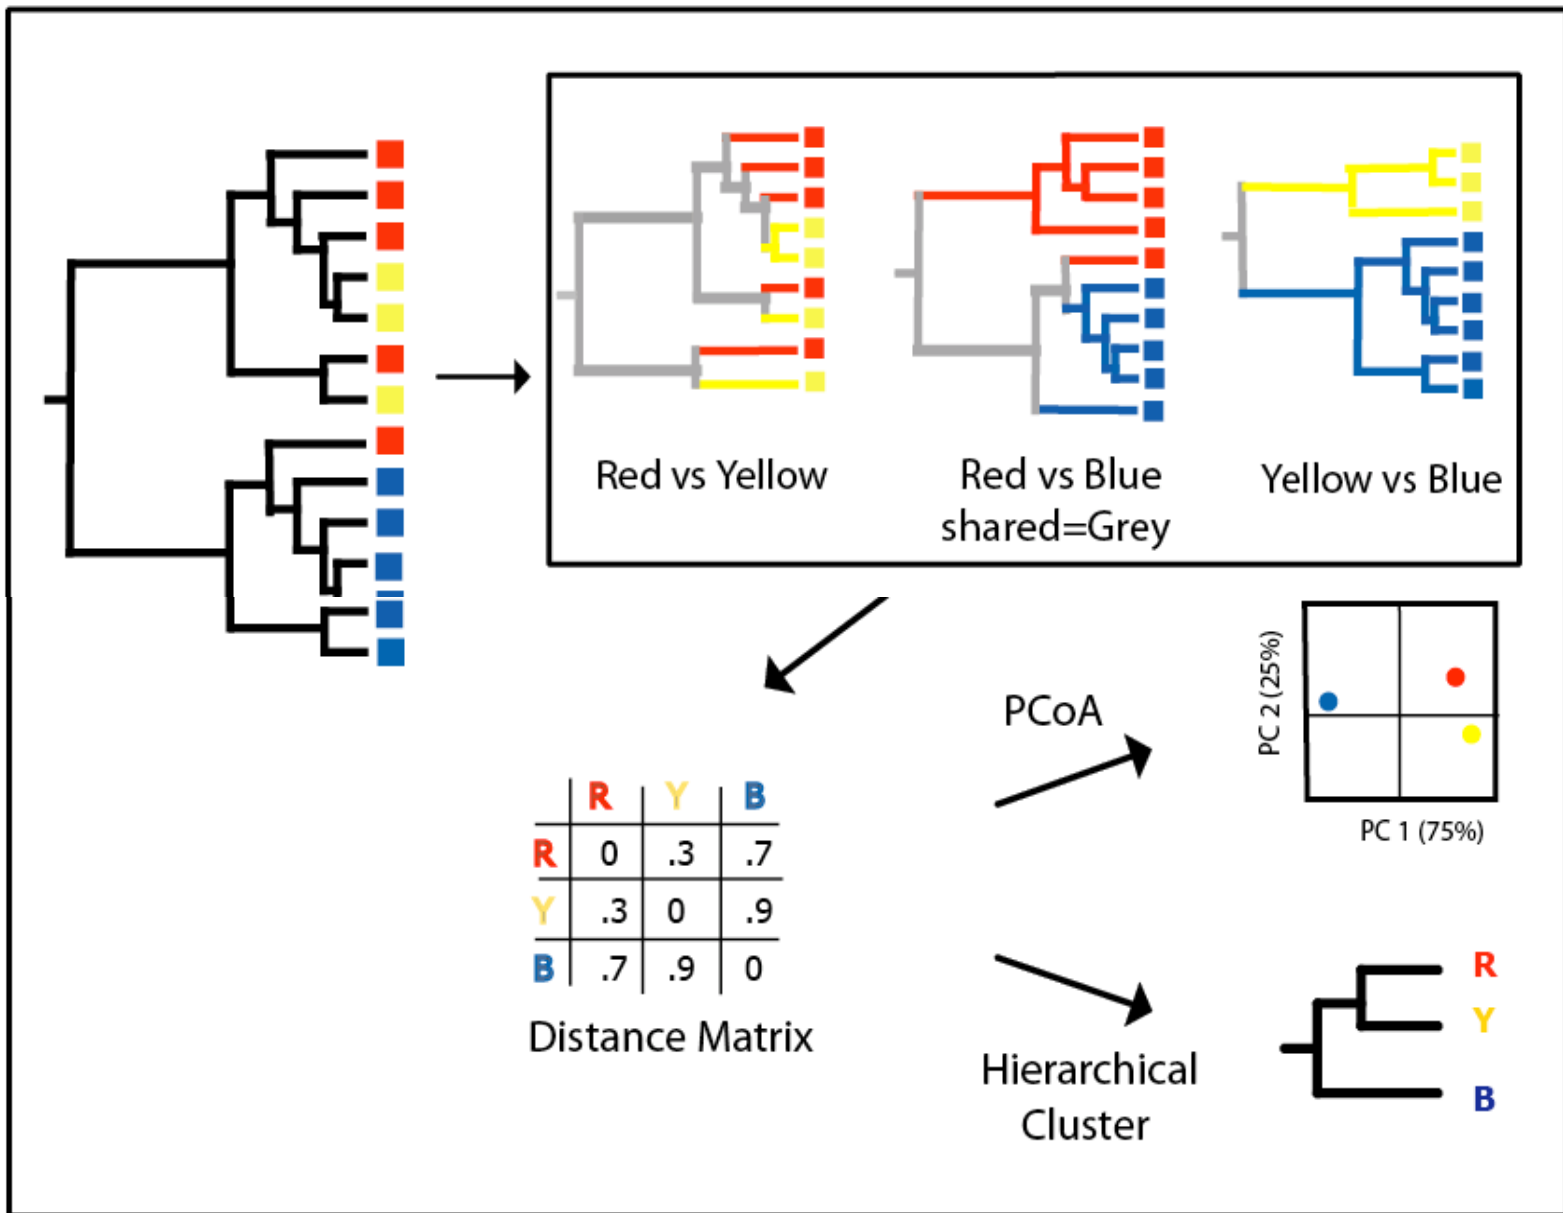 Red vs Yellow
Red vs Blue
shared=Grey
Yellow vs Blue
PCoA
PC 2 (25%)
PC 1 (75%)
R Y B
R 0 .3 .7
Y .3 0 .9
B .7 .9 0
Distance Matrix
Hierarchical
Cluster
R
Y
B